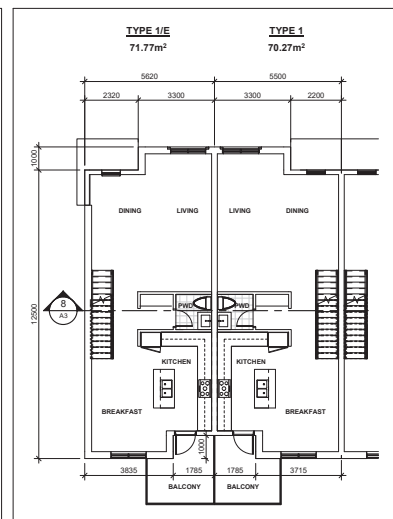 TYPE 1/E TYPE 1
71.77m² 70.27m²
5620 5500
2320 3300 3300 2200
1000
DINING LIVING LIVING DINING
PWD PWD
8
A3
12500
KITCHEN KITCHEN
BREAKFAST BREAKFAST
1000
3835 1785 1785 3715
BALCONY BALCONY